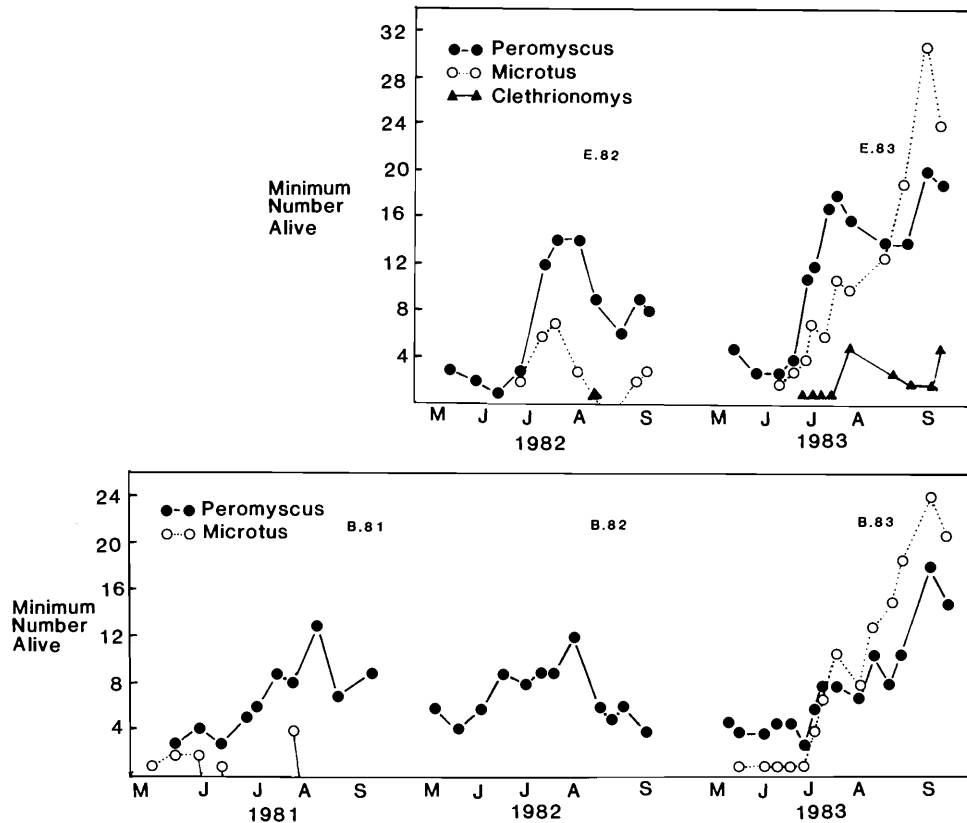 32
28
24
20
16
12
8
4
Minimum
Number
Alive
Peromyscus
Microtus
Clethrionomys
E.82
E.83
M J J A S
1982
M J J A S
1983
24
20
16
12
8
4
Minimum
Number
Alive
Peromyscus
Microtus
B.81
B.82
B.83
M J J A S
1981
M J J A S
1982
M J J A S
1983